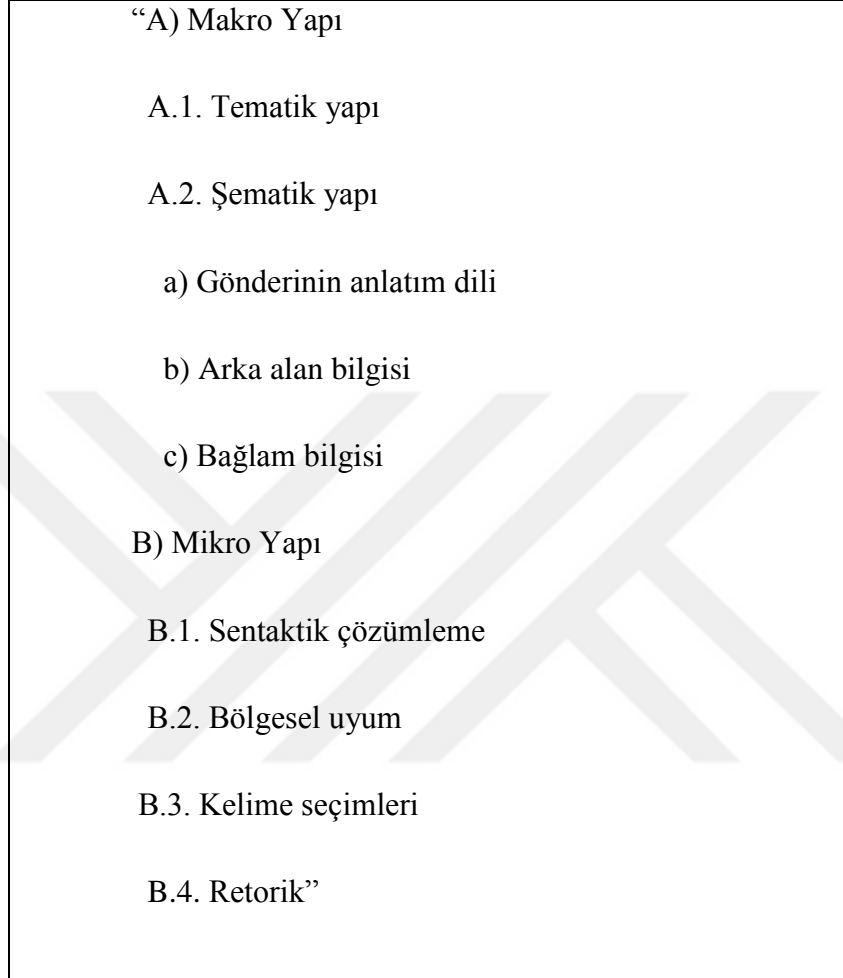 “A) Makro Yapı
A.1. Tematik yapı
A.2. Şematik yapı
a) Gönderinin anlatım dili
b) Arka alan bilgisi
c) Bağlam bilgisi
B) Mikro Yapı
B.1. Sentaktik çözümleme
B.2. Bölgesel uyum
B.3. Kelime seçimleri
B.4. Retorik”